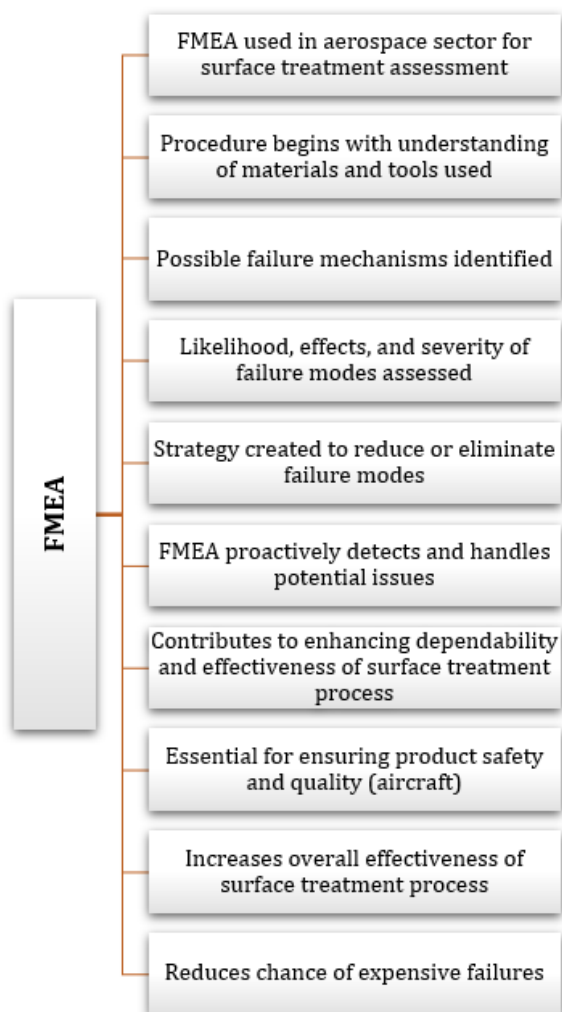 FMEA
FMEA used in aerospace sector for
surface treatment assessment
Procedure begins with understanding
of materials and tools used
Possible failure mechanisms identified
Likelihood, effects, and severity of
failure modes assessed
Strategy created to reduce or eliminate
failure modes
FMEA proactively detects and handles
potential issues
Contributes to enhancing dependability
and effectiveness of surface treatment
process
Essential for ensuring product safety
and quality (aircraft)
Increases overall effectiveness of
surface treatment process
Reduces chance of expensive failures